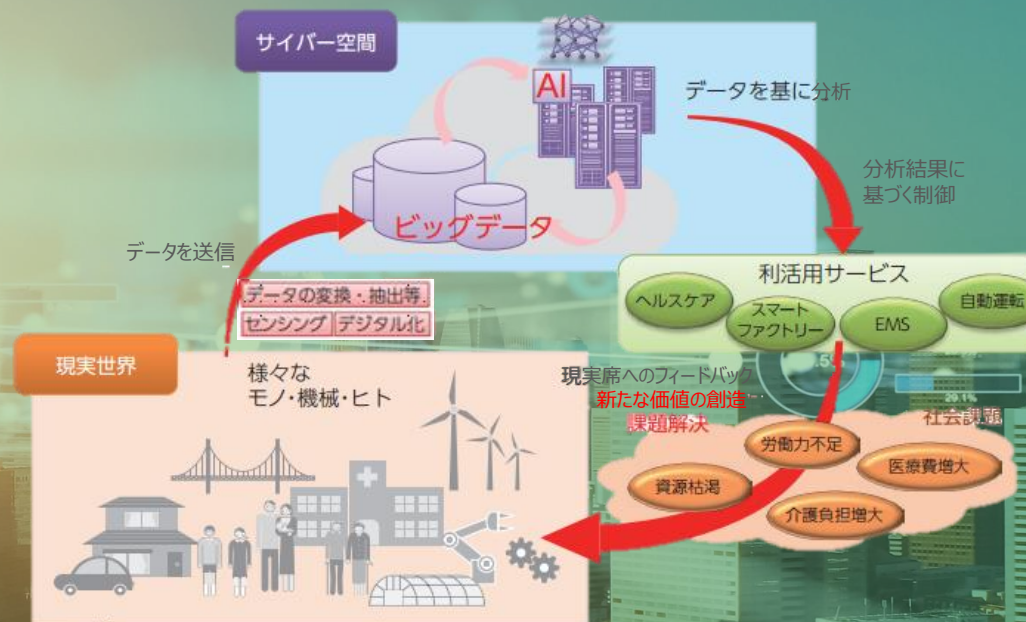 サイバー空間
AI
データを基に分析
ビッグデータ
分析結果に
基づく制御
データを送信
データの変換・抽出等
センシング
デジタル化
利活用サービス
ヘルスケア
スマート
ファクトリー
EMS
自動運転
現実世界
様々な
モノ・機械・ヒト
現実席へのフィードバック
新たな価値の創造
課題解決
29.1%
社会課題
労働力不足
医療費増大
資源枯渇
介護負担増大